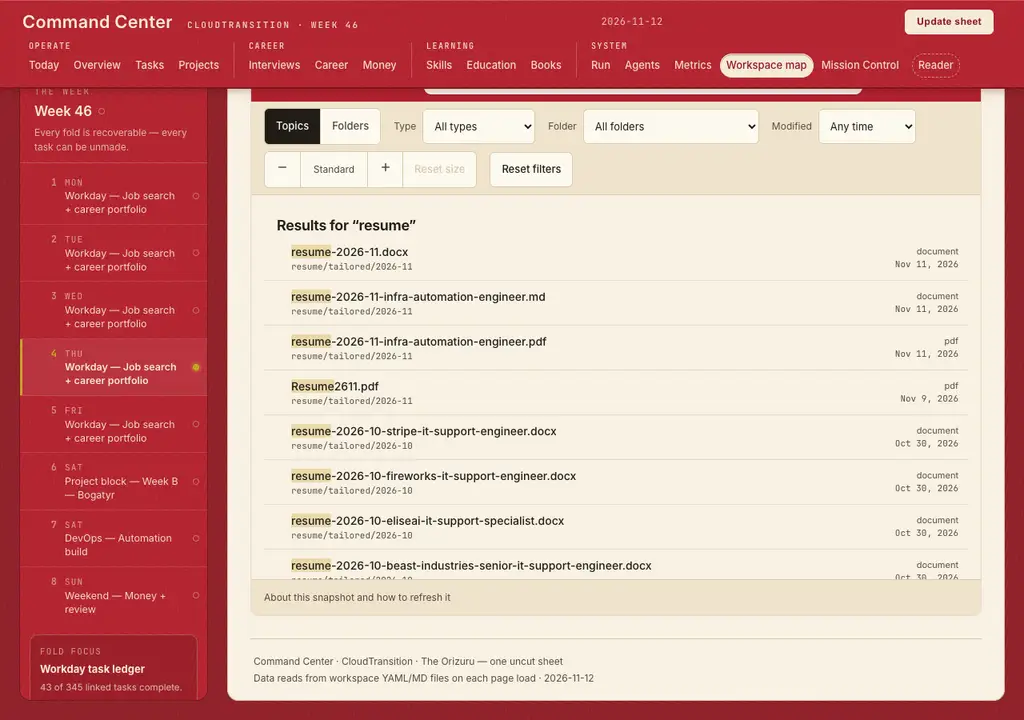 Command Center
CLOUDTRANSITION · WEEK 46
2026-11-12
Update sheet
OPERATE
Today Overview Tasks Projects
CAREER
Interviews Career Money
LEARNING
Skills Education Books
SYSTEM
Run Agents Metrics Workspace map Mission Control Reader
THE WEEK
Week 46
Every fold is recoverable — every
task can be unmade.
1 MON
Workday — Job search
+ career portfolio
2 TUE
Workday — Job search
+ career portfolio
3 WED
Workday — Job search
+ career portfolio
4 THU
Workday — Job search
+ career portfolio
5 FRI
Workday — Job search
+ career portfolio
6 SAT
Project block — Week B
— Bogatyr
7 SAT
DevOps — Automation
build
8 SUN
Weekend — Money +
review
FOLD FOCUS
Workday task ledger
43 of 345 linked tasks complete.
Topics Folders Type All types Folder All folders Modified Any time
− Standard + Reset size Reset filters
Results for “resume”
resume-2026-11.docx document
resume/tailored/2026-11 Nov 11, 2026
resume-2026-11-infra-automation-engineer.md document
resume/tailored/2026-11 Nov 11, 2026
resume-2026-11-infra-automation-engineer.pdf pdf
resume/tailored/2026-11 Nov 11, 2026
Resume2611.pdf pdf
resume/tailored/2026-11 Nov 9, 2026
resume-2026-10-stripe-it-support-engineer.docx document
resume/tailored/2026-10 Oct 30, 2026
resume-2026-10-fireworks-it-support-engineer.docx document
resume/tailored/2026-10 Oct 30, 2026
resume-2026-10-eliseai-it-support-specialist.docx document
resume/tailored/2026-10 Oct 30, 2026
resume-2026-10-beast-industries-senior-it-support-engineer.docx document
resume/tailored/2026-10 Oct 30, 2026
About this snapshot and how to refresh it
Command Center · CloudTransition · The Orizuru — one uncut sheet
Data reads from workspace YAML/MD files on each page load · 2026-11-12